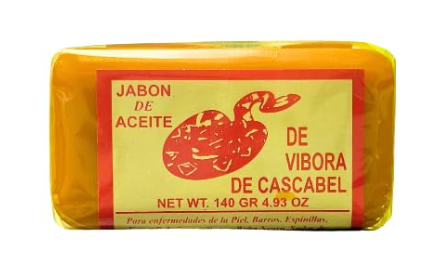 JABON
DE
ACEITE
DE
VIBORA
DE CASCABEL
NET WT. 140 GR 4.93 OZ
Para enfermedades de la Piel, Barros, Espinillas,